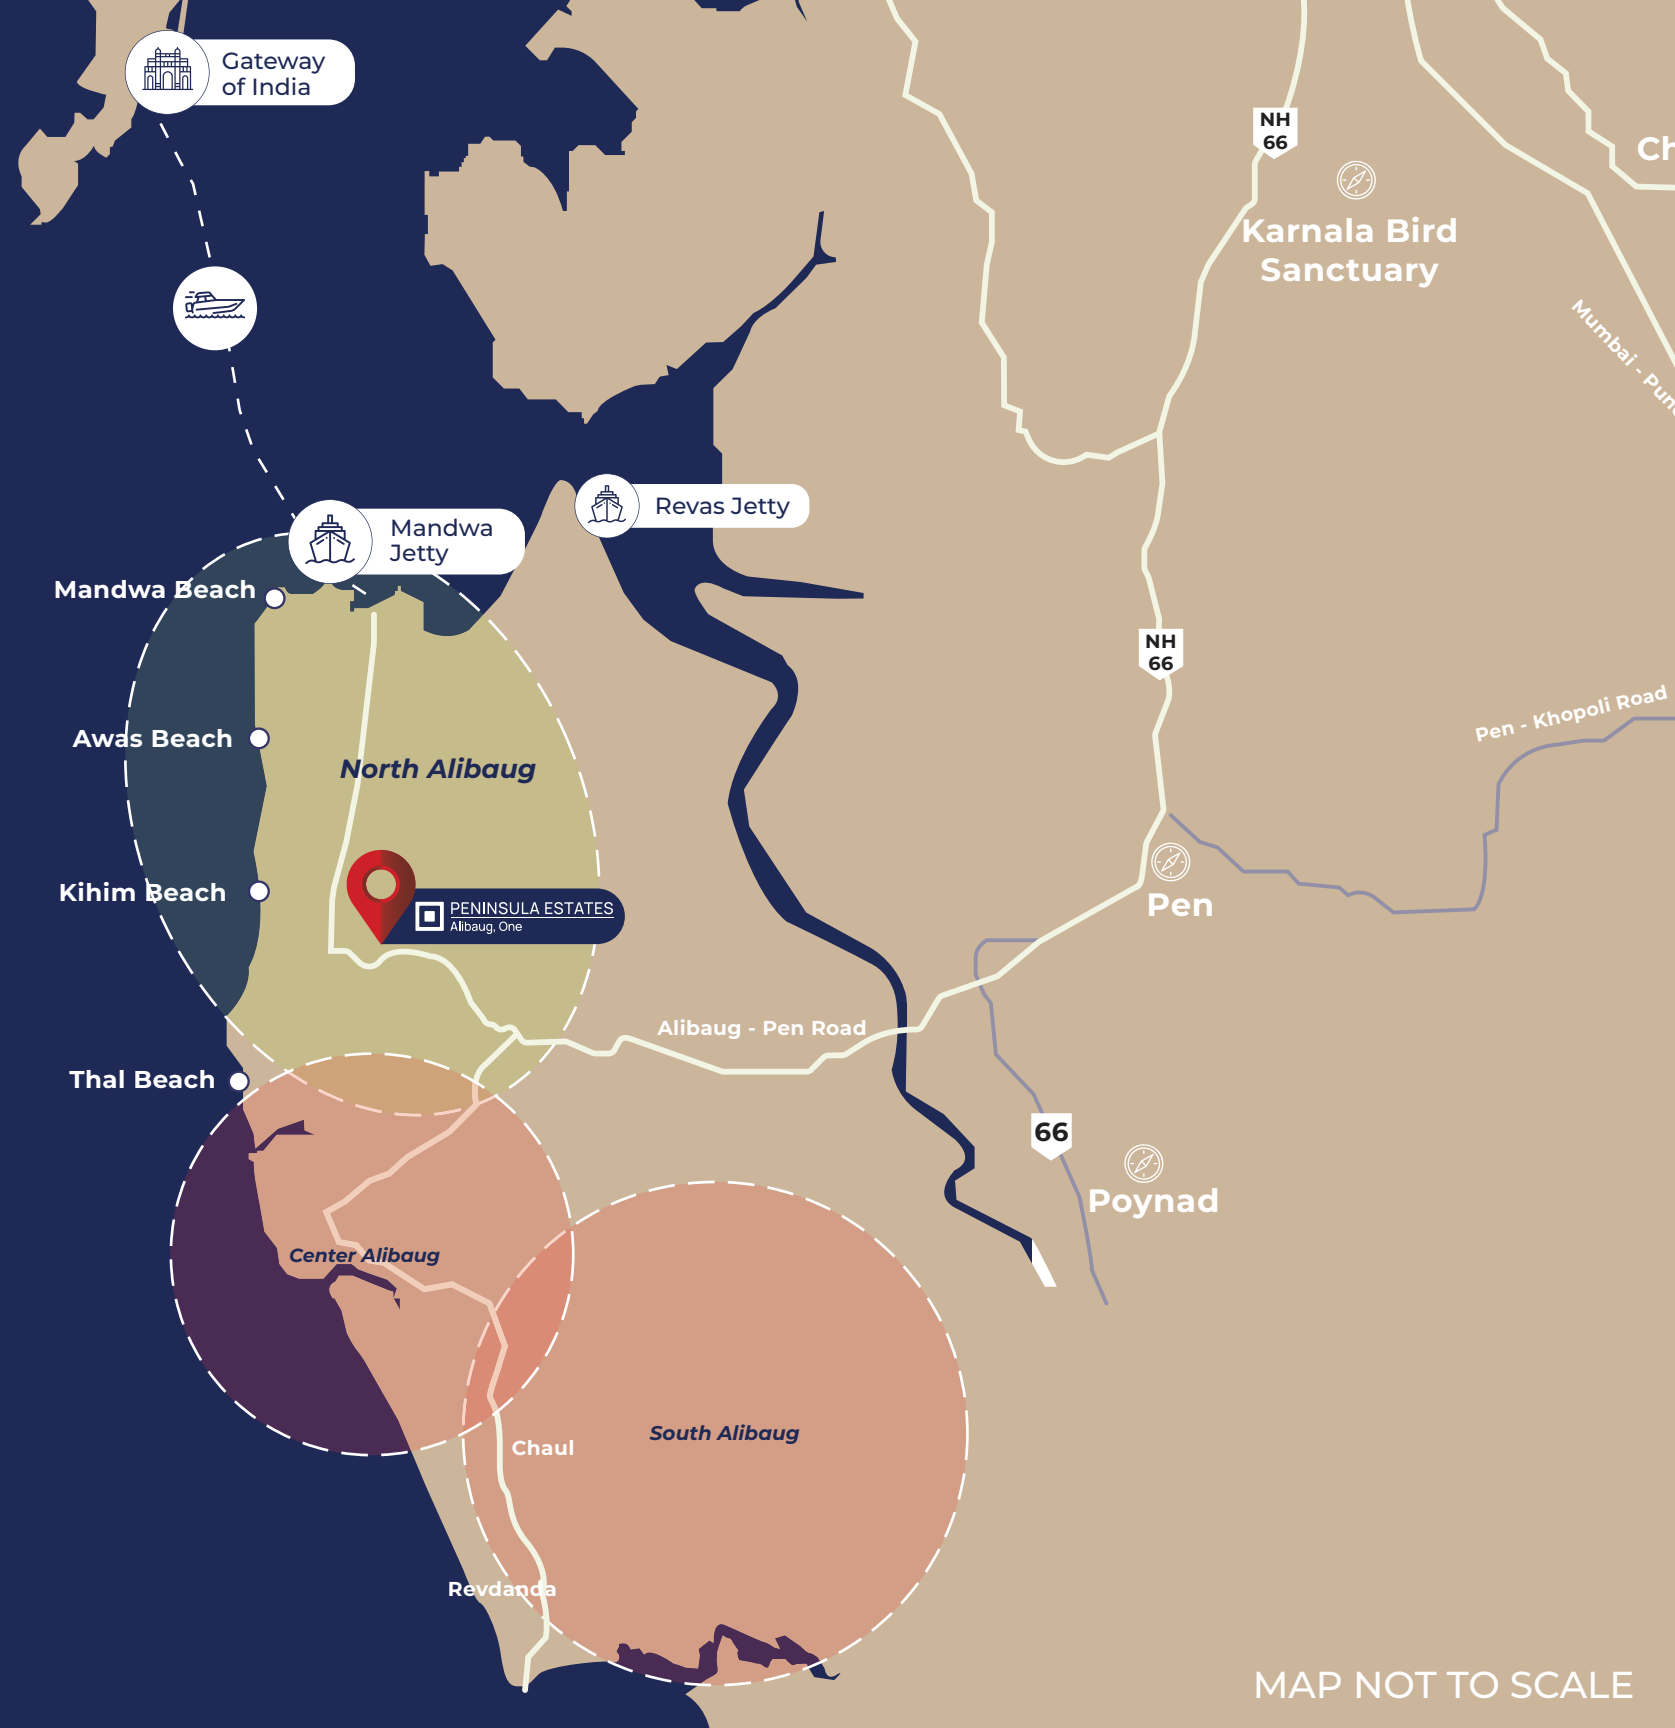 Gateway
of India
NH
66
Ch
Karnala Bird
Sanctuary
Mumbai - Pun
Mandwa
Jetty
Revas Jetty
Mandwa Beach
NH
66
Pen - Khopoli Road
Awas Beach
North Alibaug
Kihim Beach
PENINSULA ESTATES
Alibaug, One
Pen
Alibaug - Pen Road
Thal Beach
66
Poynad
Center Alibaug
South Alibaug
Chaul
Revdanda
MAP NOT TO SCALE